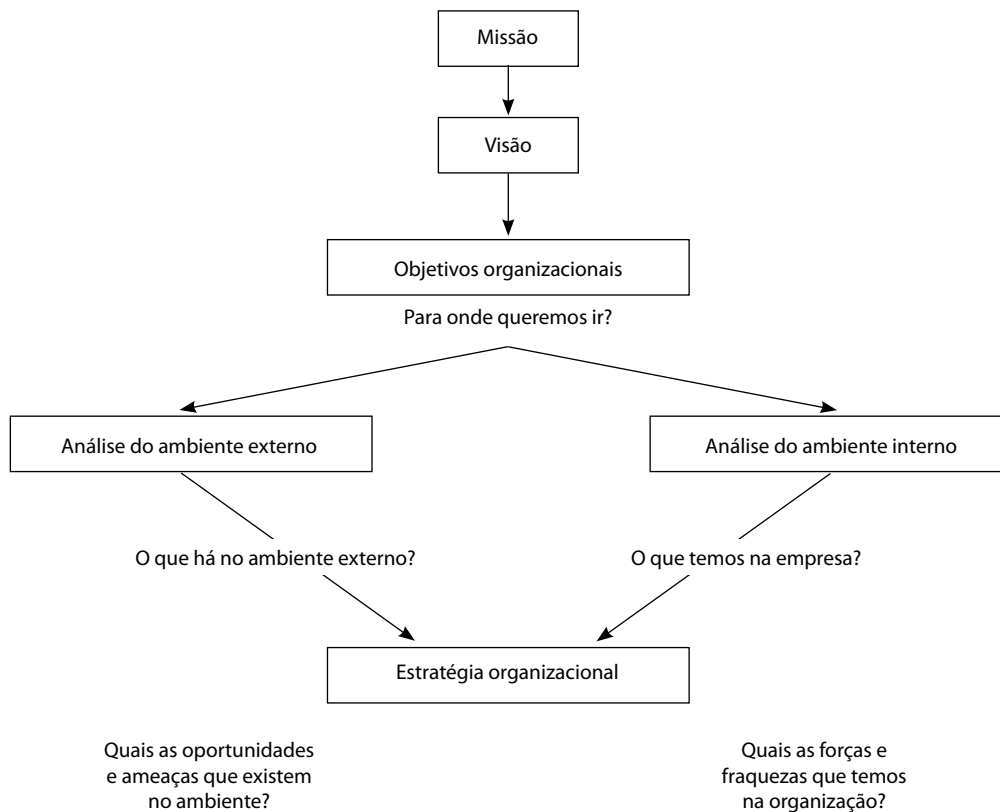 Missão
Visão
Objetivos organizacionais
Para onde queremos ir?
Análise do ambiente externo
Análise do ambiente interno
O que há no ambiente externo?
O que temos na empresa?
Estratégia organizacional
Quais as oportunidades
e ameaças que existem
no ambiente?
Quais as forças e
fraquezas que temos
na organização?